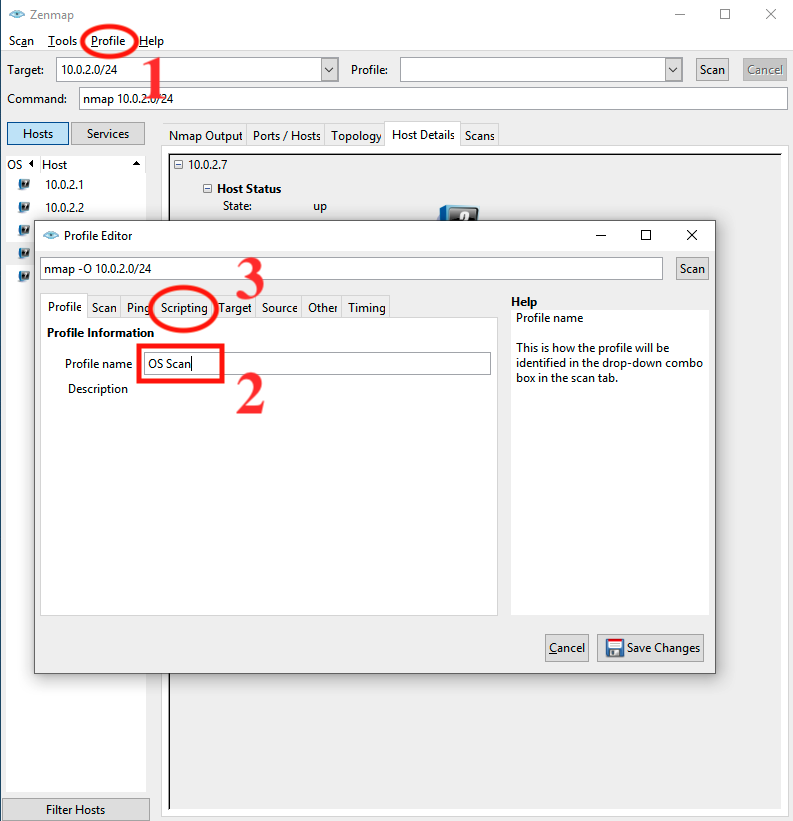 Zenmap
Scan Tools Profile Help
1
Target: 10.0.2.0/24 Profile: Scan Cancel
Command: nmap 10.0.2.0/24
Hosts Services Nmap Output Ports / Hosts Topology Host Details Scans
OS Host
10.0.2.7
10.0.2.1
Host Status
10.0.2.2
State: up
Profile Editor
nmap -O 10.0.2.0/24 Scan
3
Profile Scan Ping Scripting Target Source Other Timing
Help
Profile Information
Profile name
Profile name OS Scan
This is how the profile will be
identified in the drop-down combo
box in the scan tab.
Description
2
Cancel Save Changes
Filter Hosts